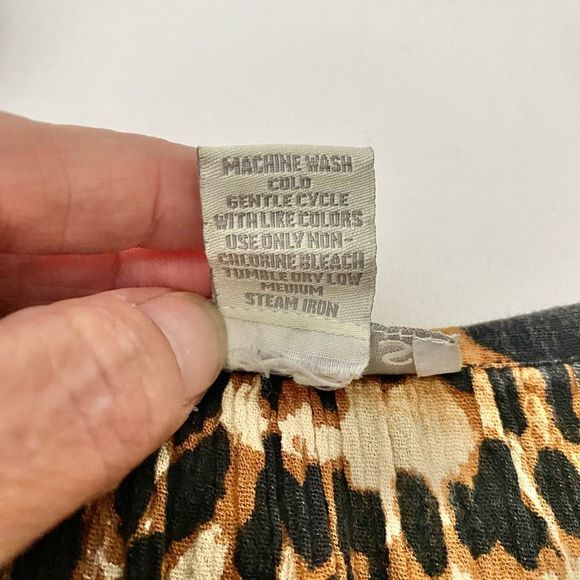 MACHINE WASH
COLD
GENTLE CYCLE
WITH LIKE COLORS
USE ONLY NON-
CHLORINE BLEACH
TUMBLE DRY LOW
MEDIUM
STEAM IRON
S